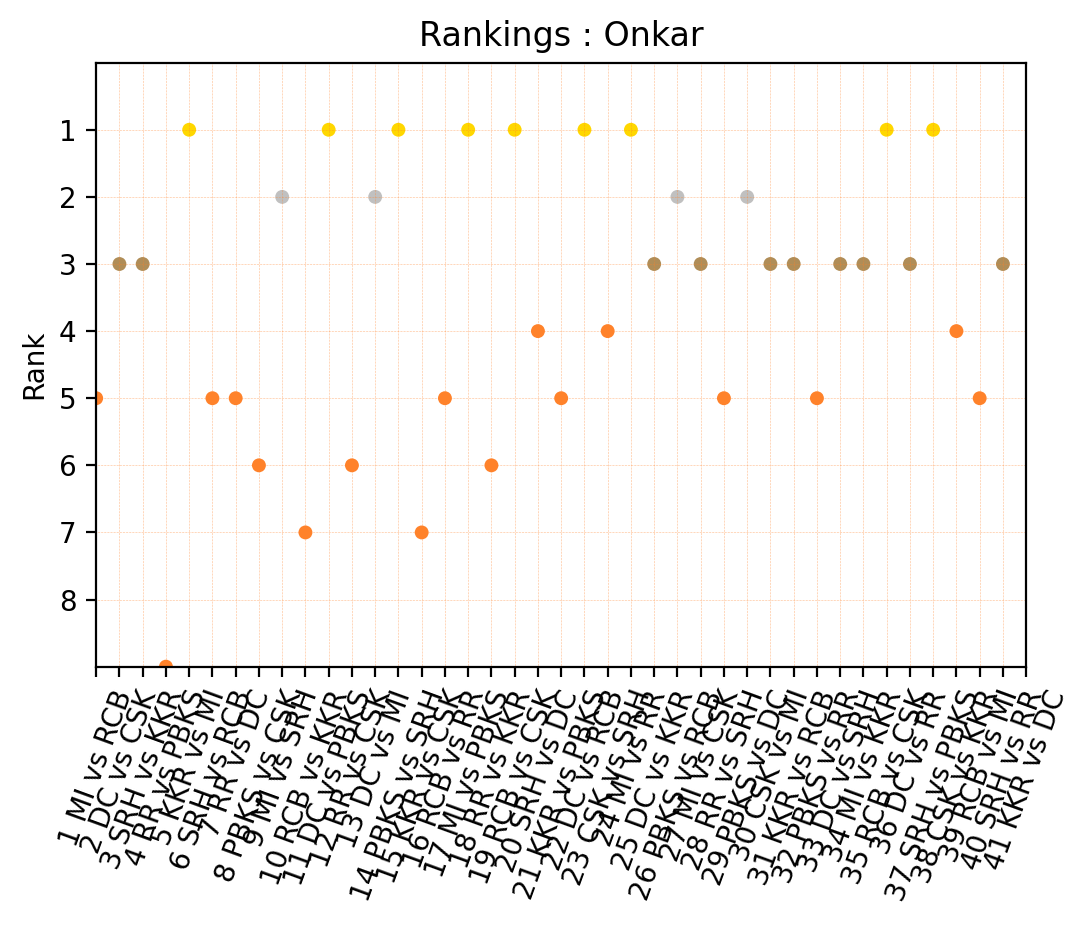 Rankings : Onkar
Rank
1
2
3
4
5
6
7
8
1 MI vs RCB
2 DC vs CSK
3 SRH vs KKR
4 RR vs PBKS
5 KKR vs MI
6 SRH vs RCB
7 RR vs DC
8 PBKS vs CSK
9 MI vs SRH
10 RCB vs KKR
11 DC vs PBKS
12 RR vs CSK
13 DC vs MI
14 PBKS vs SRH
15 KKR vs CSK
16 RCB vs RR
17 MI vs PBKS
18 RR vs KKR
19 RCB vs CSK
20 SRH vs DC
21 KKR vs PBKS
22 DC vs RCB
23 CSK vs SRH
24 MI vs RR
25 DC vs KKR
26 PBKS vs RCB
27 MI vs CSK
28 RR vs SRH
29 PBKS vs DC
30 CSK vs MI
31 KKR vs RCB
32 PBKS vs RR
33 DC vs SRH
34 MI vs KKR
35 RCB vs CSK
36 DC vs RR
37 SRH vs PBKS
38 CSK vs KKR
39 RCB vs MI
40 SRH vs RR
41 KKR vs DC